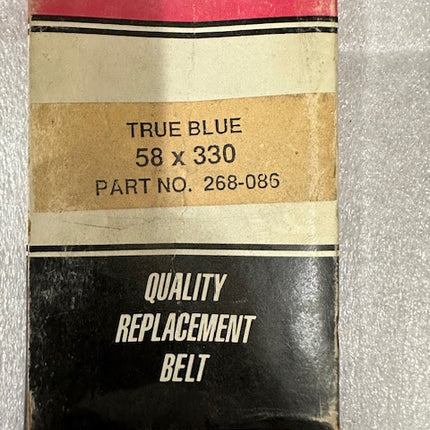 TRUE BLUE
58 x 330
PART NO. 268-086
QUALITY
REPLACEMENT
BELT